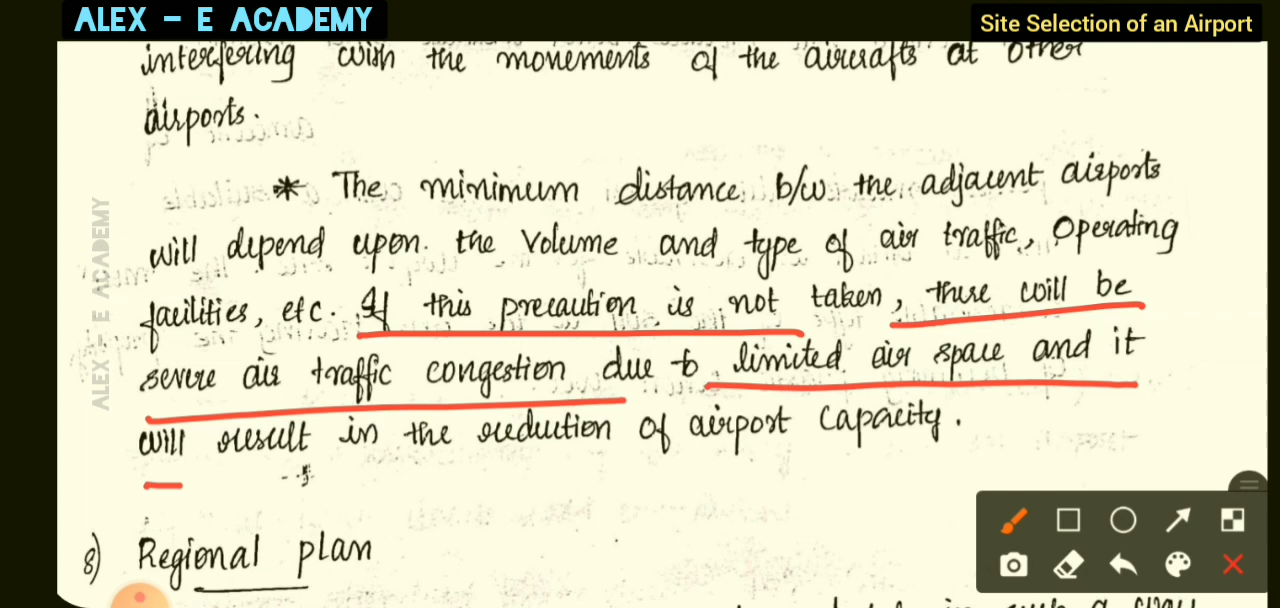 ALEX - E ACADEMY
Site Selection of an Airport
interfering with the movements of the aircrafts at other
airports.
* The minimum distance b/w the adjacent airports
will depend upon the volume and type of air traffic, operating
facilities, etc. If this precaution is not taken, there will be
severe air traffic congestion due to limited air space and it
will result in the reduction of airport capacity.
8) Regional plan
ALEX - E ACADEMY